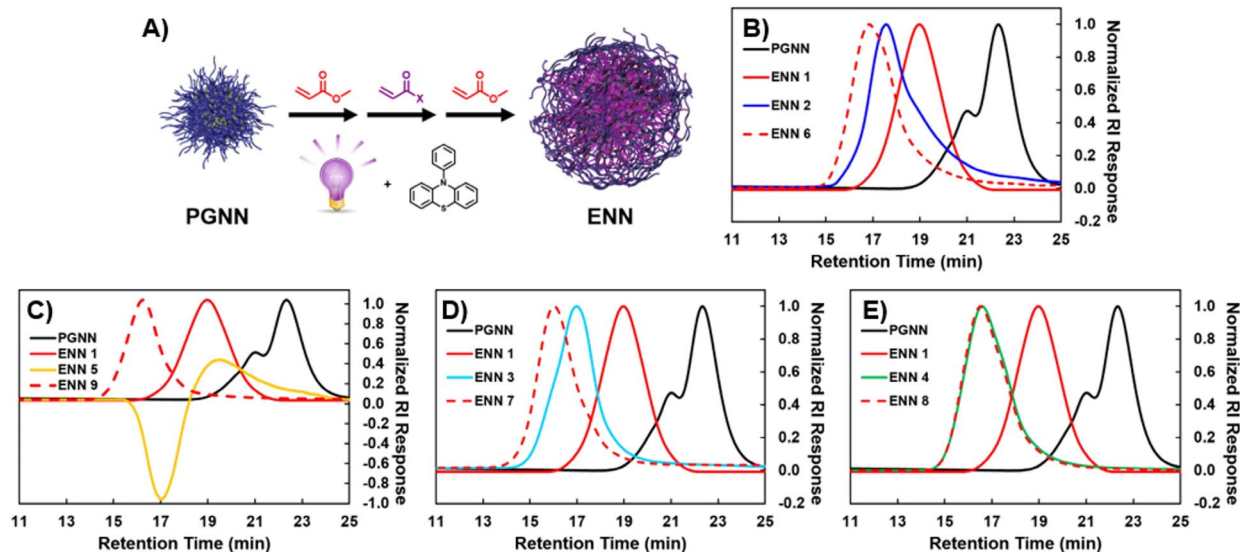 A)
O
O
O
X
O
N
S
+
PGNN
ENN
B)
PGNN
ENN 1
ENN 2
ENN 6
1.0
0.8
0.6
0.4
0.2
0.0
-0.2
Normalized RI Response
11 13 15 17 19 21 23 25
Retention Time (min)
C)
PGNN
ENN 1
ENN 5
ENN 9
1.0
0.8
0.6
0.4
0.2
0.0
-0.2
-0.4
-0.6
-0.8
-1.0
Normalized RI Response
11 13 15 17 19 21 23 25
Retention Time (min)
D)
PGNN
ENN 1
ENN 3
ENN 7
1.0
0.8
0.6
0.4
0.2
0.0
-0.2
Normalized RI Response
11 13 15 17 19 21 23 25
Retention Time (min)
E)
PGNN
ENN 1
ENN 4
ENN 8
1.0
0.8
0.6
0.4
0.2
0.0
-0.2
Normalized RI Response
11 13 15 17 19 21 23 25
Retention Time (min)